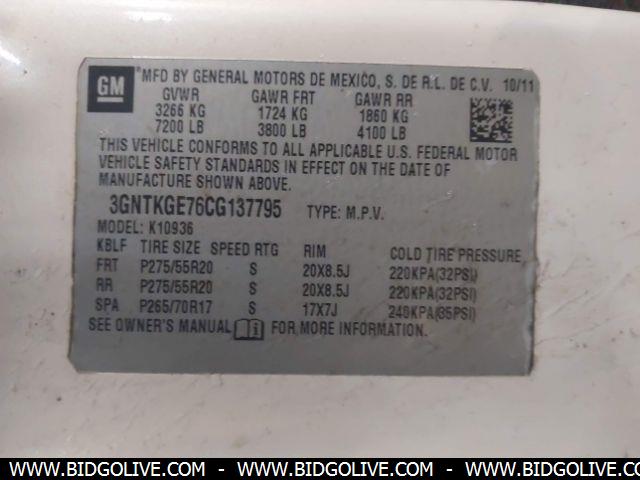 GM ®MFD BY GENERAL MOTORS DE MEXICO, S. DE R.L. DE C.V. 10/11
GVWR GAWR FRT GAWR RR
3266 KG 1724 KG 1860 KG
7200 LB 3800 LB 4100 LB
THIS VEHICLE CONFORMS TO ALL APPLICABLE U.S. FEDERAL MOTOR
VEHICLE SAFETY STANDARDS IN EFFECT ON THE DATE OF
MANUFACTURE SHOWN ABOVE.
3GNTKGE76CG137795 TYPE: M.P.V.
MODEL: K10936
KBLF TIRE SIZE SPEED RTG RIM COLD TIRE PRESSURE
FRT P275/55R20 S 20X8.5J 220KPA(32PSI)
RR P275/55R20 S 20X8.5J 220KPA(32PSI)
SPA P265/70R17 S 17X7J 240KPA(35PSI)
SEE OWNER'S MANUAL FOR MORE INFORMATION.
WWW.BIDGOLIVE.COM - WWW.BIDGOLIVE.COM - WWW.BIDGOLIVE.COM